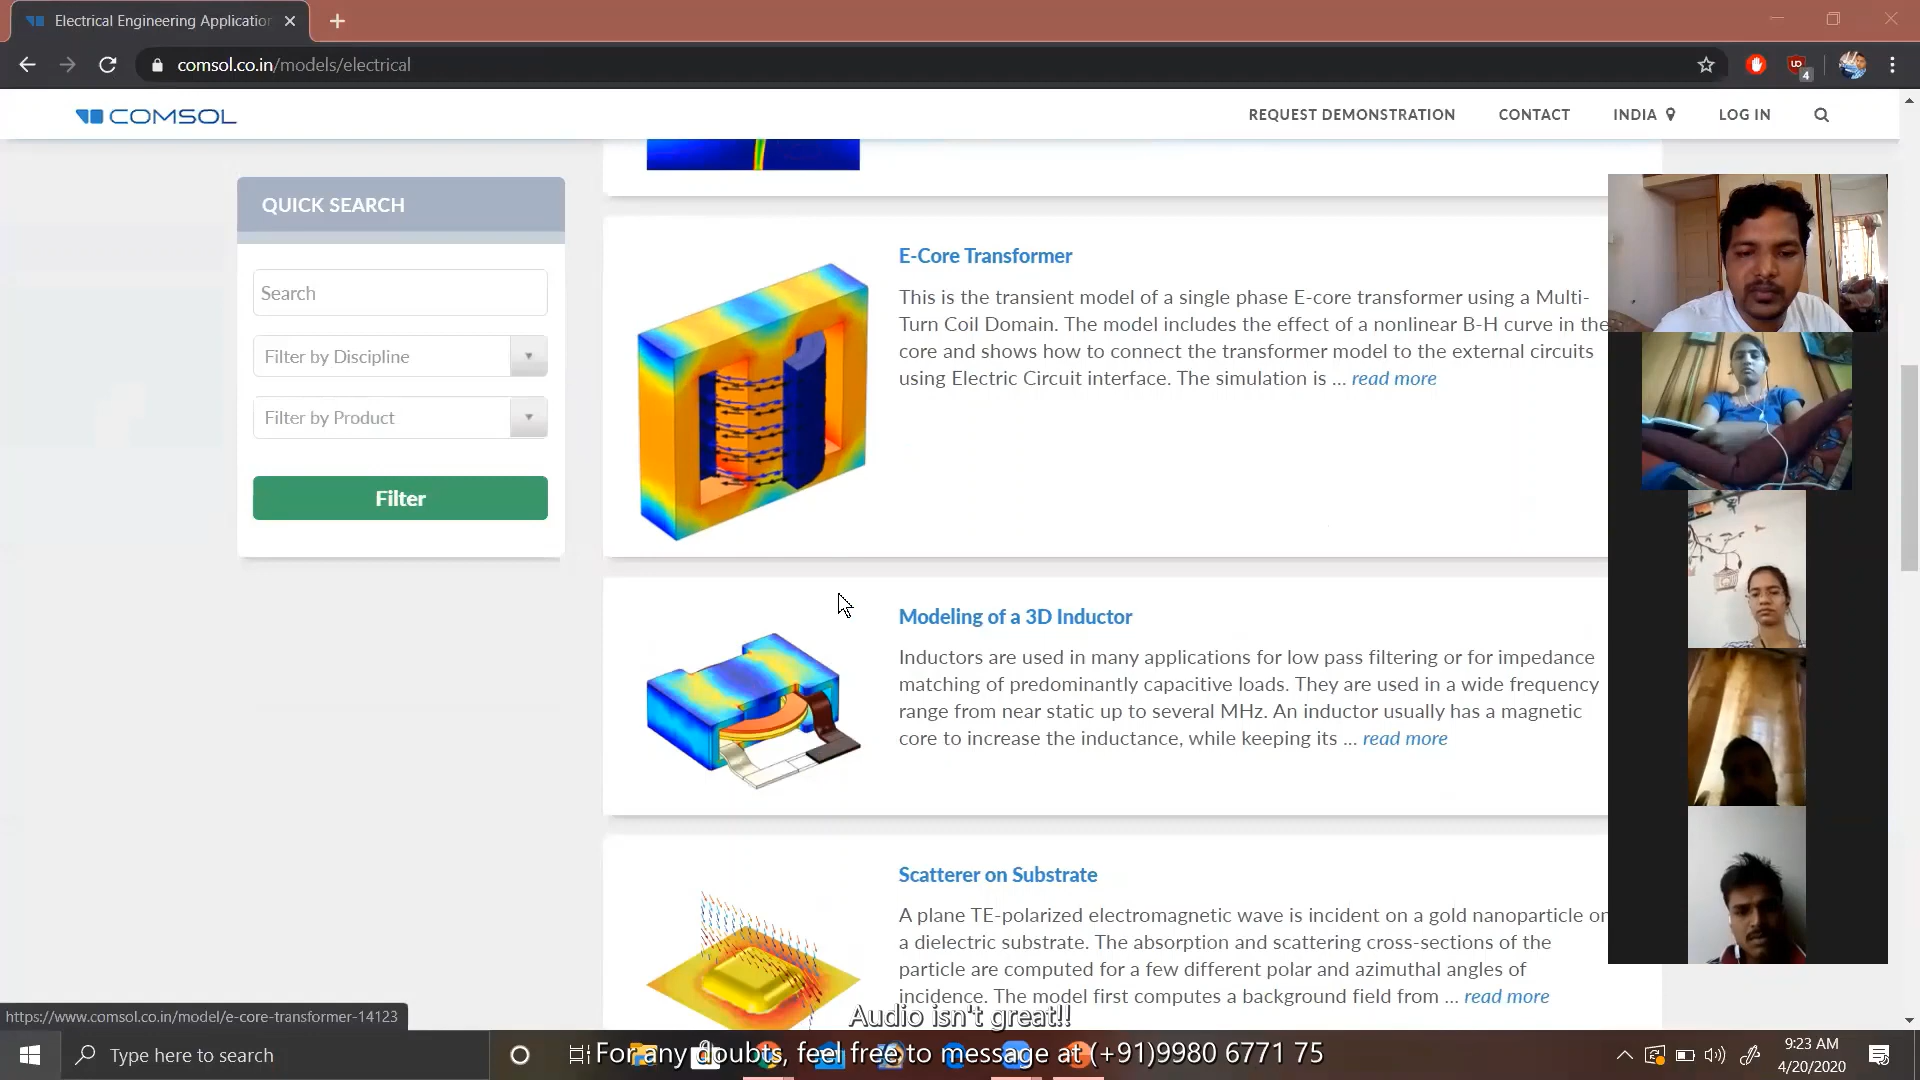 Electrical Engineering Application
comsol.co.in/models/electrical
4
COMSOL
REQUEST DEMONSTRATION
CONTACT
INDIA
LOG IN
QUICK SEARCH
Search
Filter by Discipline
Filter by Product
Filter
E-Core Transformer
This is the transient model of a single phase E-core transformer using a Multi-
Turn Coil Domain. The model includes the effect of a nonlinear B-H curve in the
core and shows how to connect the transformer model to the external circuits
using Electric Circuit interface. The simulation is ... read more
Modeling of a 3D Inductor
Inductors are used in many applications for low pass filtering or for impedance
matching of predominantly capacitive loads. They are used in a wide frequency
range from near static up to several MHz. An inductor usually has a magnetic
core to increase the inductance, while keeping its ... read more
Scatterer on Substrate
A plane TE-polarized electromagnetic wave is incident on a gold nanoparticle on
a dielectric substrate. The absorption and scattering cross-sections of the
particle are computed for a few different polar and azimuthal angles of
incidence. The model first computes a background field from ... read more
https://www.comsol.co.in/model/e-core-transformer-14123
Audio isn't great!!
For any doubts, feel free to message at (+91)9980 6771 75
Type here to search
9:23 AM
4/20/2020